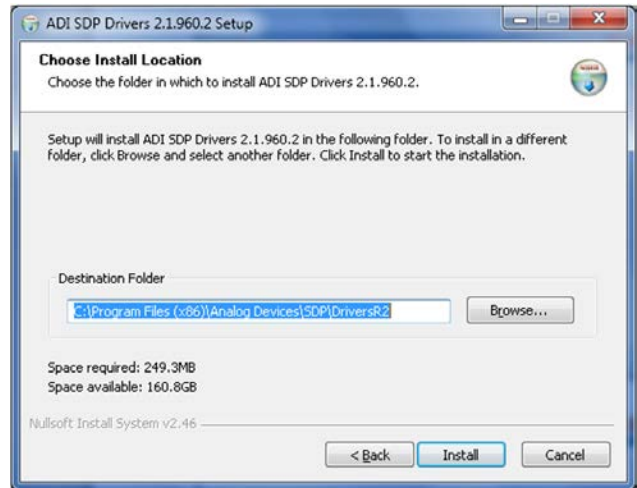 ADI SDP Drivers 2.1.960.2 Setup
Choose Install Location
Choose the folder in which to install ADI SDP Drivers 2.1.960.2.
Setup will install ADI SDP Drivers 2.1.960.2 in the following folder. To install in a different
folder, click Browse and select another folder. Click Install to start the installation.
Destination Folder
C:\Program Files (x86)\Analog Devices\SDP\DriversR2
Browse...
Space required: 249.3MB
Space available: 160.8GB
Nullsoft Install System v2.46
< Back Install Cancel